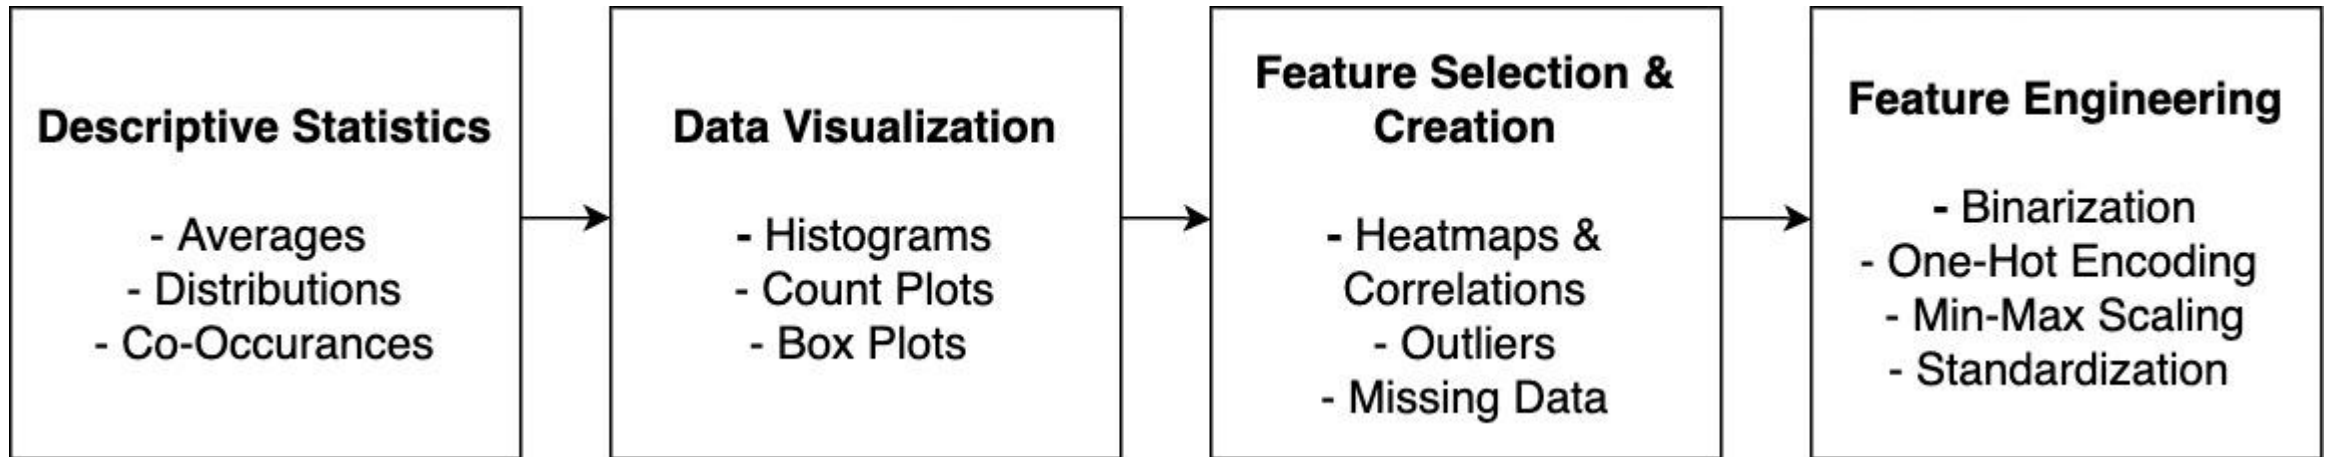 Descriptive Statistics
- Averages
- Distributions
- Co-Occurances
Data Visualization
- Histograms
- Count Plots
- Box Plots
Feature Selection &
Creation
- Heatmaps &
Correlations
- Outliers
- Missing Data
Feature Engineering
- Binarization
- One-Hot Encoding
- Min-Max Scaling
- Standardization